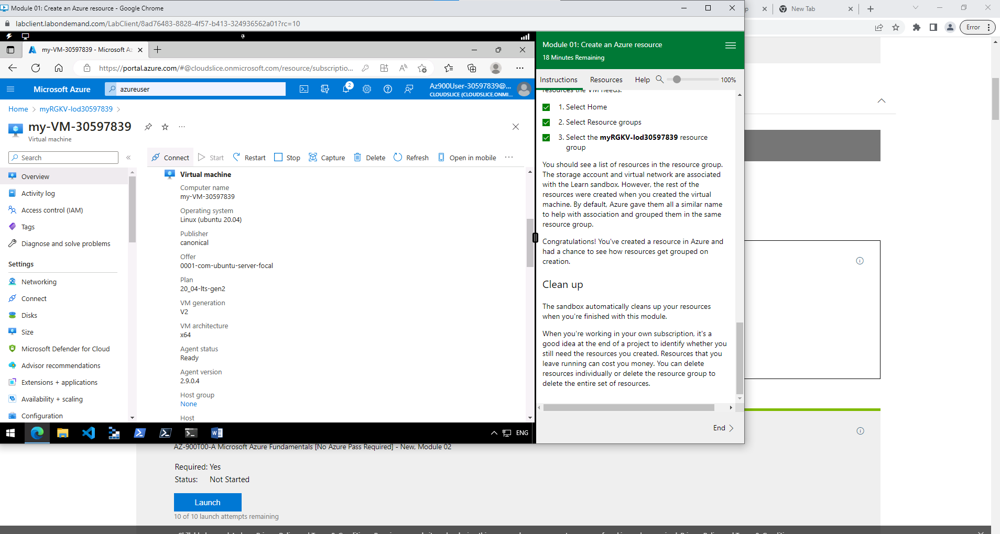 Module 01: Create an Azure resource - Google Chrome
New Tab
labclient.labondemand.com/LabClient/8ad76483-8828-4f57-b413-324936562a01?rc=10
Error
my-VM-30597839 - Microsoft Az
https://portal.azure.com/#@cloudslice.onmicrosoft.com/resource/subscriptio...
Microsoft Azure
azureuser
2
Az900User-30597839@...
CLOUDSLICE (CLOUDSLICE.ONMI...
Home > myRGKV-lod30597839 >
my-VM-30597839
Virtual machine
Search
Connect
Start
Restart
Stop
Capture
Delete
Refresh
Open in mobile
Overview
Activity log
Access control (IAM)
Tags
Diagnose and solve problems
Settings
Networking
Connect
Disks
Size
Microsoft Defender for Cloud
Advisor recommendations
Extensions + applications
Availability + scaling
Configuration
Virtual machine
Computer name
my-VM-30597839
Operating system
Linux (ubuntu 20.04)
Publisher
canonical
Offer
0001-com-ubuntu-server-focal
Plan
20_04-lts-gen2
VM generation
V2
VM architecture
x64
Agent status
Ready
Agent version
2.9.0.4
Host group
None
Host
ENG
Module 01: Create an Azure resource
18 Minutes Remaining
Instructions
Resources
Help
100%
resources the VM needs.
1. Select Home
2. Select Resource groups
3. Select the myRGKV-lod30597839 resource
group
You should see a list of resources in the resource group.
The storage account and virtual network are associated
with the Learn sandbox. However, the rest of the
resources were created when you created the virtual
machine. By default, Azure gave them all a similar name
to help with association and grouped them in the same
resource group.
Congratulations! You've created a resource in Azure and
had a chance to see how resources get grouped on
creation.
Clean up
The sandbox automatically cleans up your resources
when you're finished with this module.
When you're working in your own subscription, it's a
good idea at the end of a project to identify whether you
still need the resources you created. Resources that you
leave running can cost you money. You can delete
resources individually or delete the resource group to
delete the entire set of resources.
End
AZ-900T00-A Microsoft Azure Fundamentals [No Azure Pass Required] - New, Module 02
Required: Yes
Status: Not Started
Launch
10 of 10 launch attempts remaining